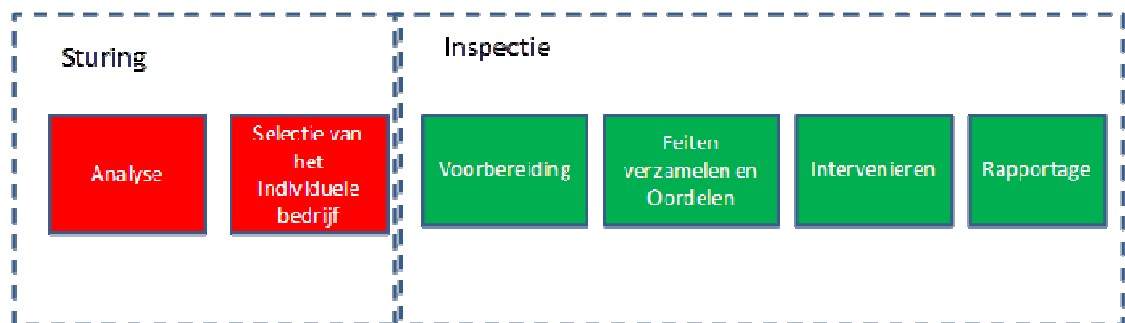 Sturing
Analyse
Selectie van
het
Individuele
bedrijf
Inspectie
Voorbereiding
Feiten
verzamelen en
Oordelen
Intervenieren
Rapportage